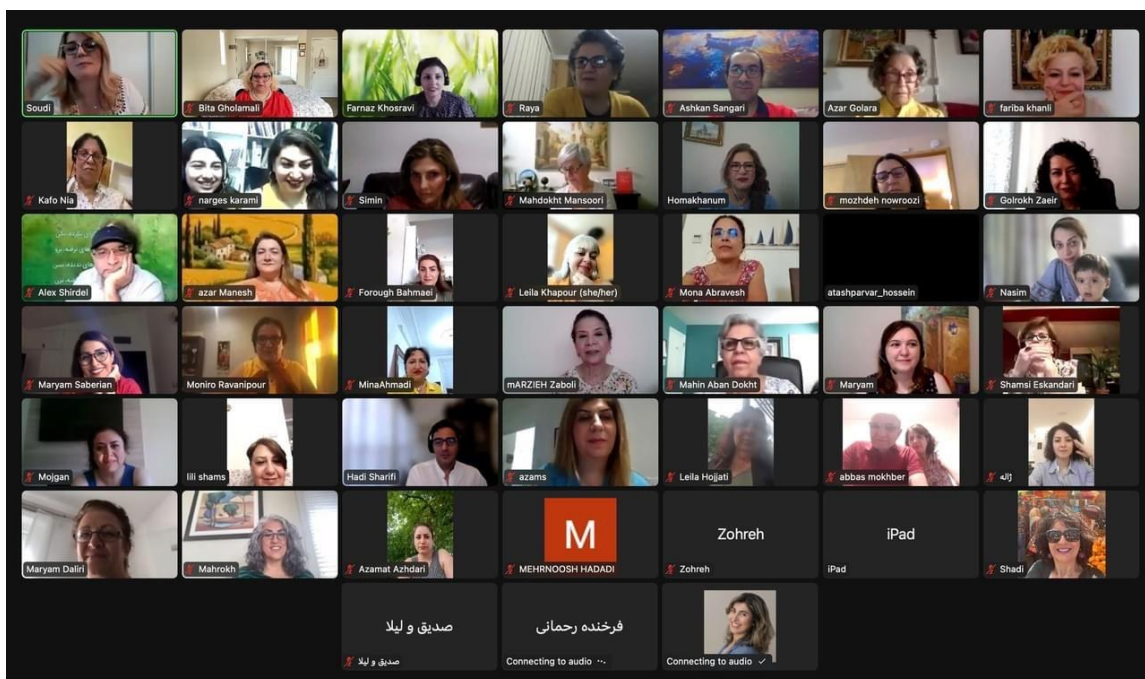 Soudi
Bita Gholamali
Farnaz Khosravi
Raya
Ashkan Sangari
Azar Golara
fariba khanli
Kafo Nia
narges karami
Simin
Mahdokht Mansoori
Homakhanum
mozhdeh nowroozi
Golrokh Zaeir
Alex Shirdel
azar Manesh
Forough Bahmaei
Leila Khapour (she/her)
Mona Abravesh
atashparvar_hossein
Nasim
Maryam Saberian
Moniro Ravanipour
MinaAhmadi
mARZIEH Zaboli
Mahin Aban Dokht
Maryam
Shamsi Eskandari
Mojgan
lili shams
Hadi Sharifi
azams
Leila Hojjati
abbas mokhber
ژاله
Maryam Daliri
Mahrokh
Azamat Azhdari
M
MEHRNOOSH HADADI
Zohreh
Zohreh
iPad
iPad
Shadi
صدیق و لیلا
صدیق و لیلا
فرخنده رحمانی
Connecting to audio
Connecting to audio